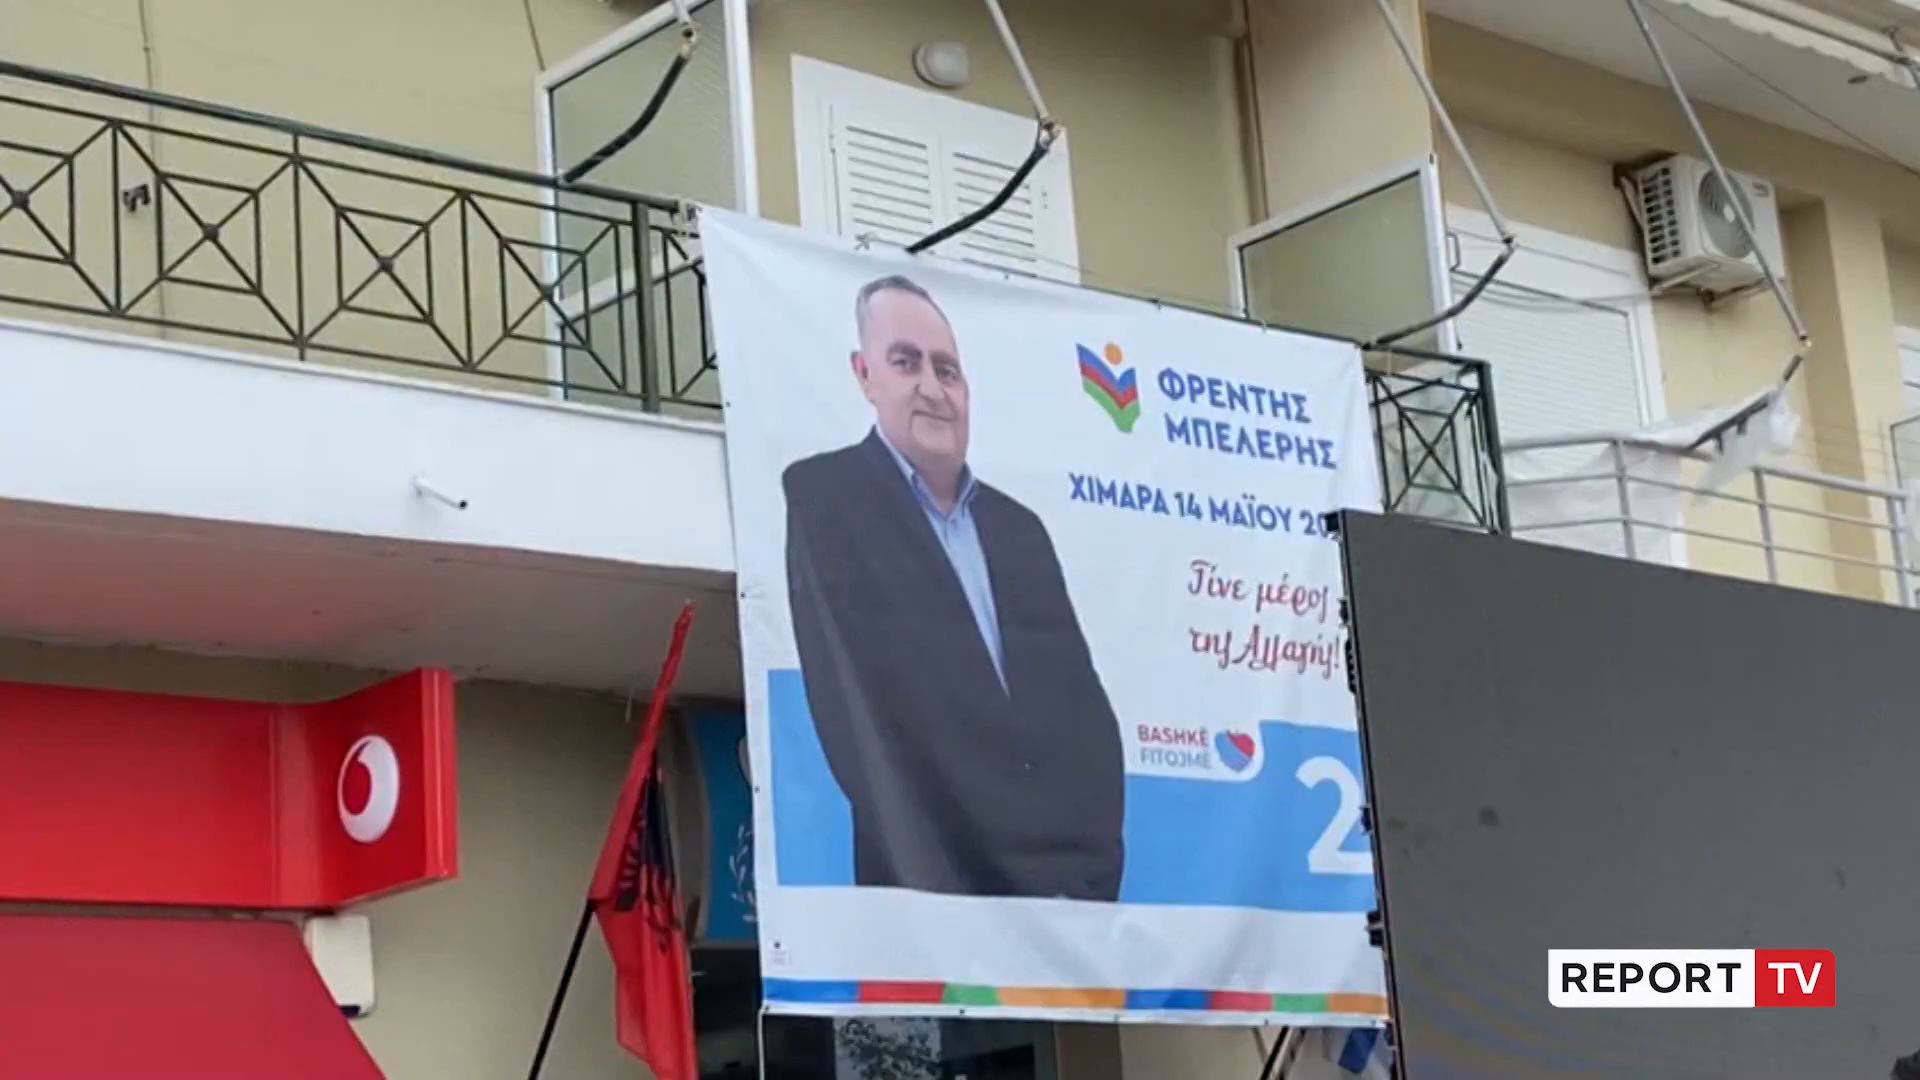 ΦΡΕΝΤΗΣ
ΜΠΕΛΕΡΗΣ
ΧΙΜΑΡΑ 14 ΜΑΪΟΥ 20
Γίνε μέρος
της Αλλαγής!
BASHKË
FITOJMË
2
REPORT TV